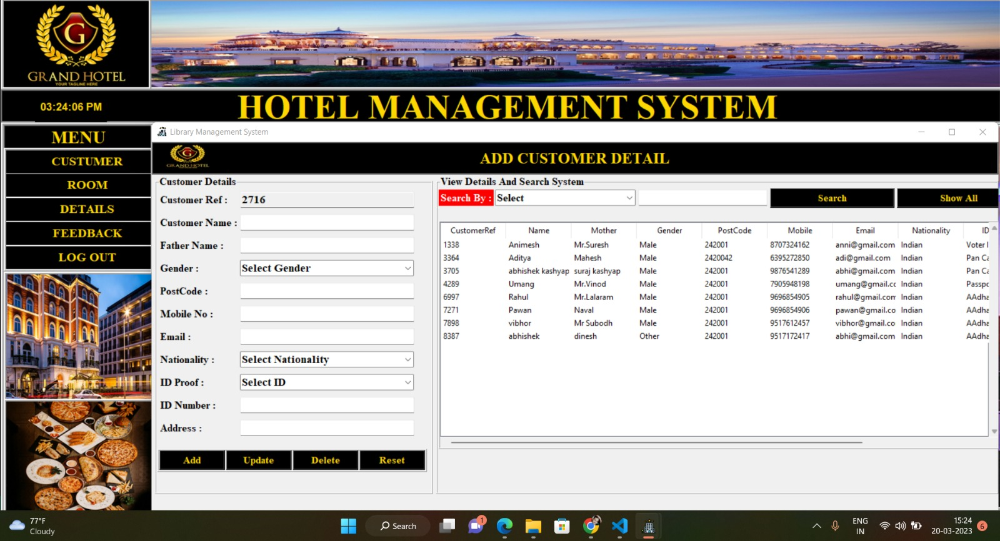 G
GRAND HOTEL
YOUR TAGLINE HERE
03:24:06 PM
HOTEL MANAGEMENT SYSTEM
MENU
CUSTUMER
ROOM
DETAILS
FEEDBACK
LOG OUT
Library Management System
G
GRAND HOTEL
ADD CUSTOMER DETAIL
Customer Details
Customer Ref : 2716
Customer Name :
Father Name :
Gender : Select Gender
PostCode :
Mobile No :
Email :
Nationality : Select Nationality
ID Proof : Select ID
ID Number :
Address :
Add Update Delete Reset
View Details And Search System
Search By : Select Search Show All
CustomerRef Name Mother Gender PostCode Mobile Email Nationality ID
1338 Animesh Mr.Suresh Male 242001 8707324162 anni@gmail.com Indian Voter I
3364 Aditya Mahesh Male 2420042 6395272850 adi@gmail.com Indian Pan Ca
3705 abhishek kashyap suraj kashyap Male 242001 9876541289 abhi@gmail.com Indian Pan Ca
4289 Umang Mr.Vinod Male 242001 7905948198 umang@gmail.cc Indian Passpo
6997 Rahul Mr.Lalaram Male 242001 9696854905 rahul@gmail.com Indian AAdha
7271 Pawan Naval Male 242001 9696854906 pawan@gmail.co Indian AAdha
7898 vibhor Mr Subodh Male 242001 9517612457 vibhor@gmail.co Indian AAdha
8387 abhishek dinesh Other 242001 9517172417 abhi@gmail.com Indian AAdha
77°F
Cloudy
Search
1
ENG
IN
15:24
20-03-2023
6